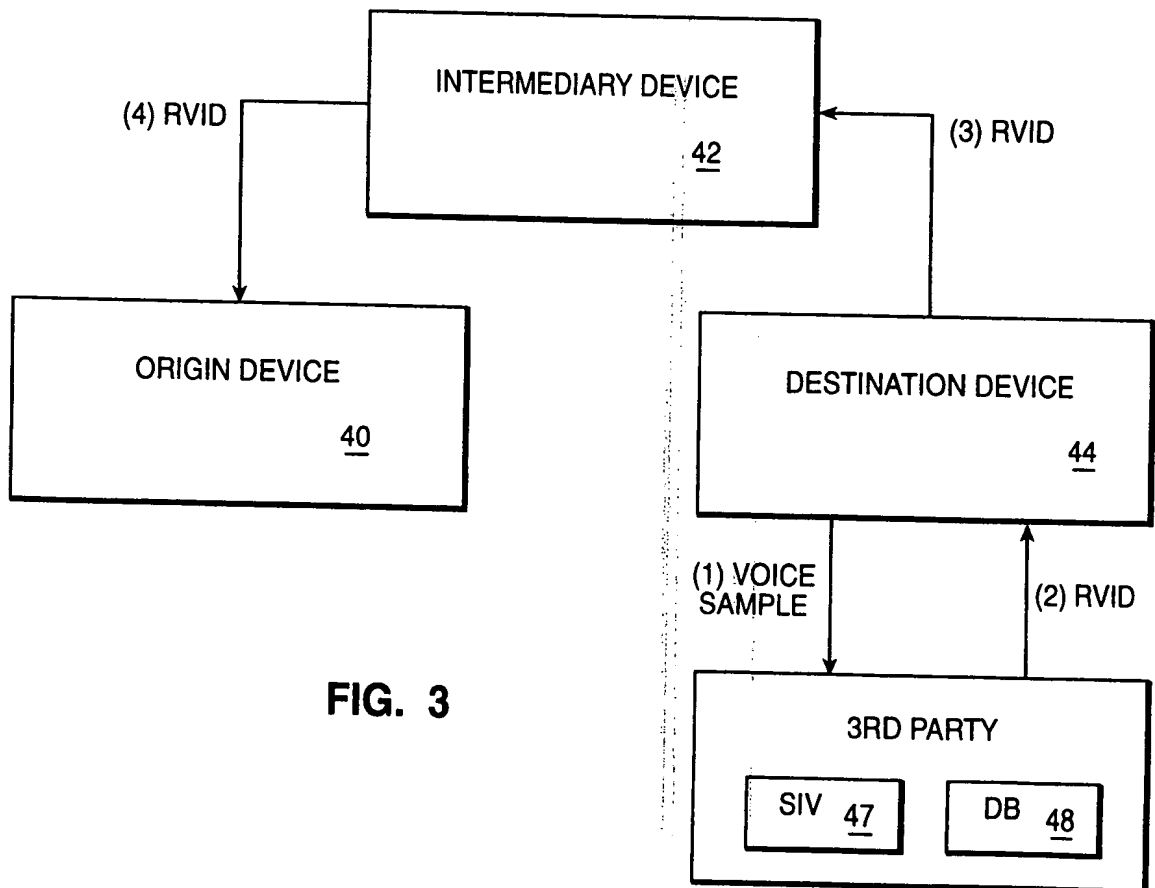 INTERMEDIARY DEVICE
42
(4) RVID
(3) RVID
ORIGIN DEVICE
40
DESTINATION DEVICE
44
(1) VOICE
SAMPLE
(2) RVID
FIG. 3
3RD PARTY
SIV 47
DB 48